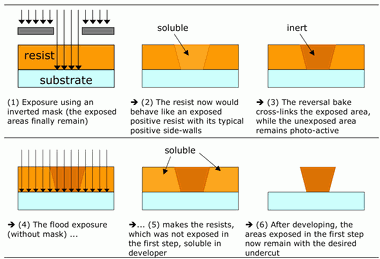 soluble
inert
resist
substrate
(1) Exposure using an
inverted mask (the exposed
areas finally remain)
➔ (2) The resist now would
behave like an exposed
positive resist with its typical
positive side-walls
➔ (3) The reversal bake
cross-links the exposed area,
while the unexposed area
remains photo-active
soluble
➔ (4) The flood exposure
(without mask) ...
➔... (5) makes the resists,
which was not exposed in
the first step, soluble in
developer
➔ (6) After developing, the
areas exposed in the first step
now remain with the desired
undercut